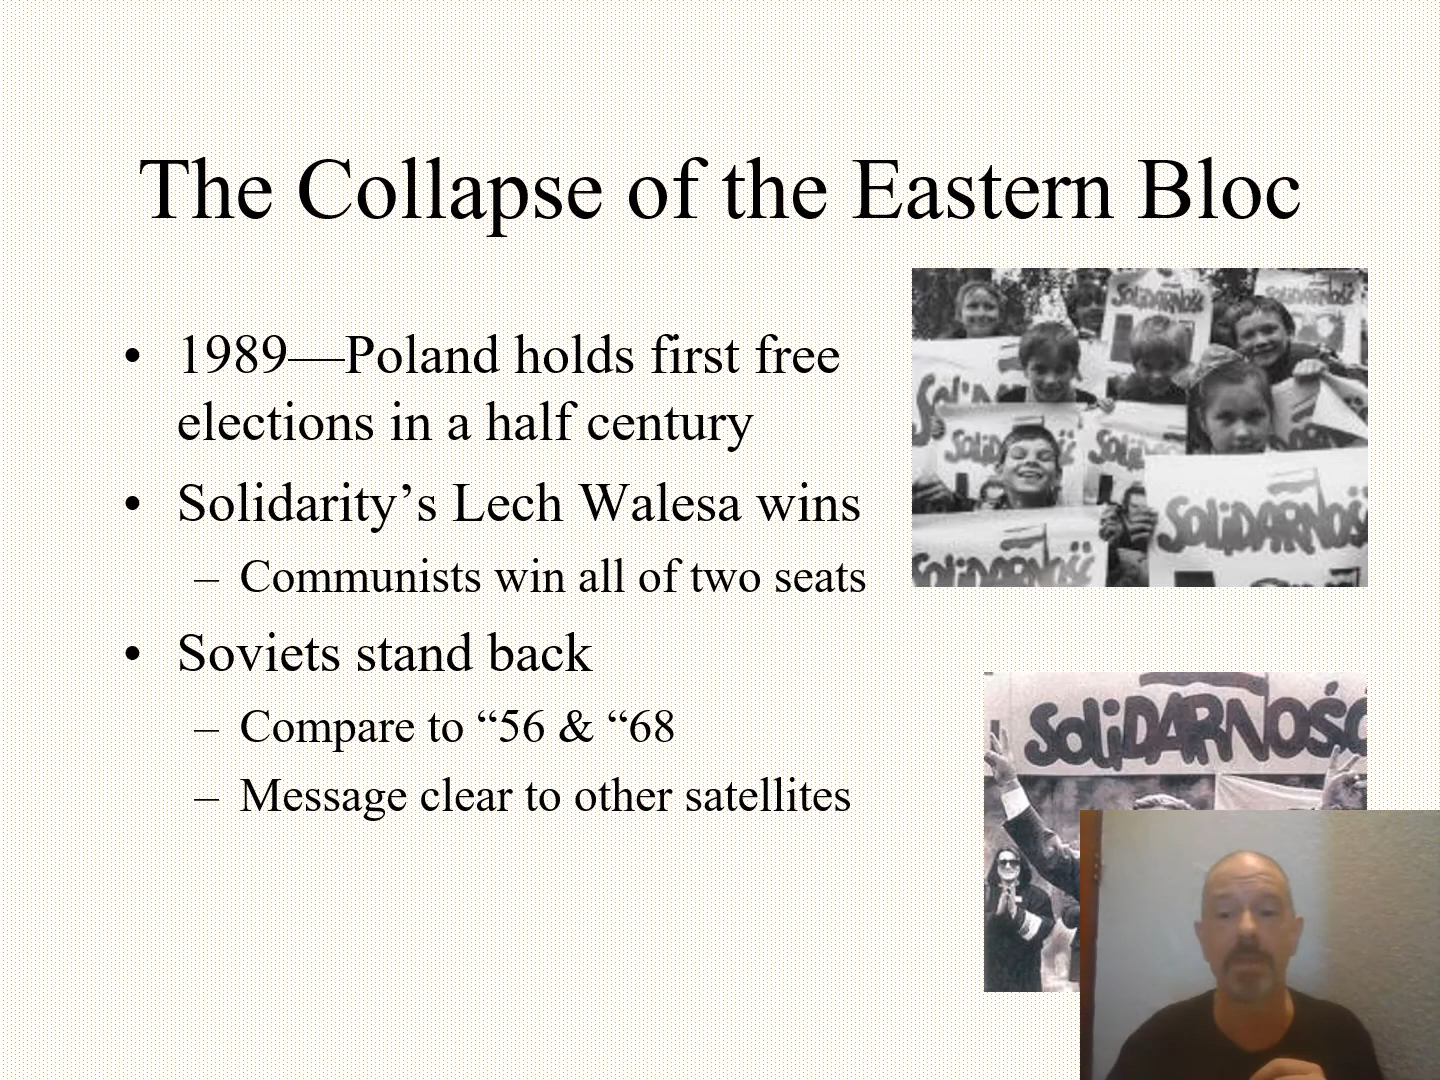 The Collapse of the Eastern Bloc
• 1989—Poland holds first free
elections in a half century
• Solidarity’s Lech Walesa wins
– Communists win all of two seats
• Soviets stand back
– Compare to “56 & “68
– Message clear to other satellites
SOLIDARNOŚĆ
SOLIDARNOŚĆ
SOLIDARNOŚĆ
SOLIDARNOŚĆ
SOLIDARNOŚĆ